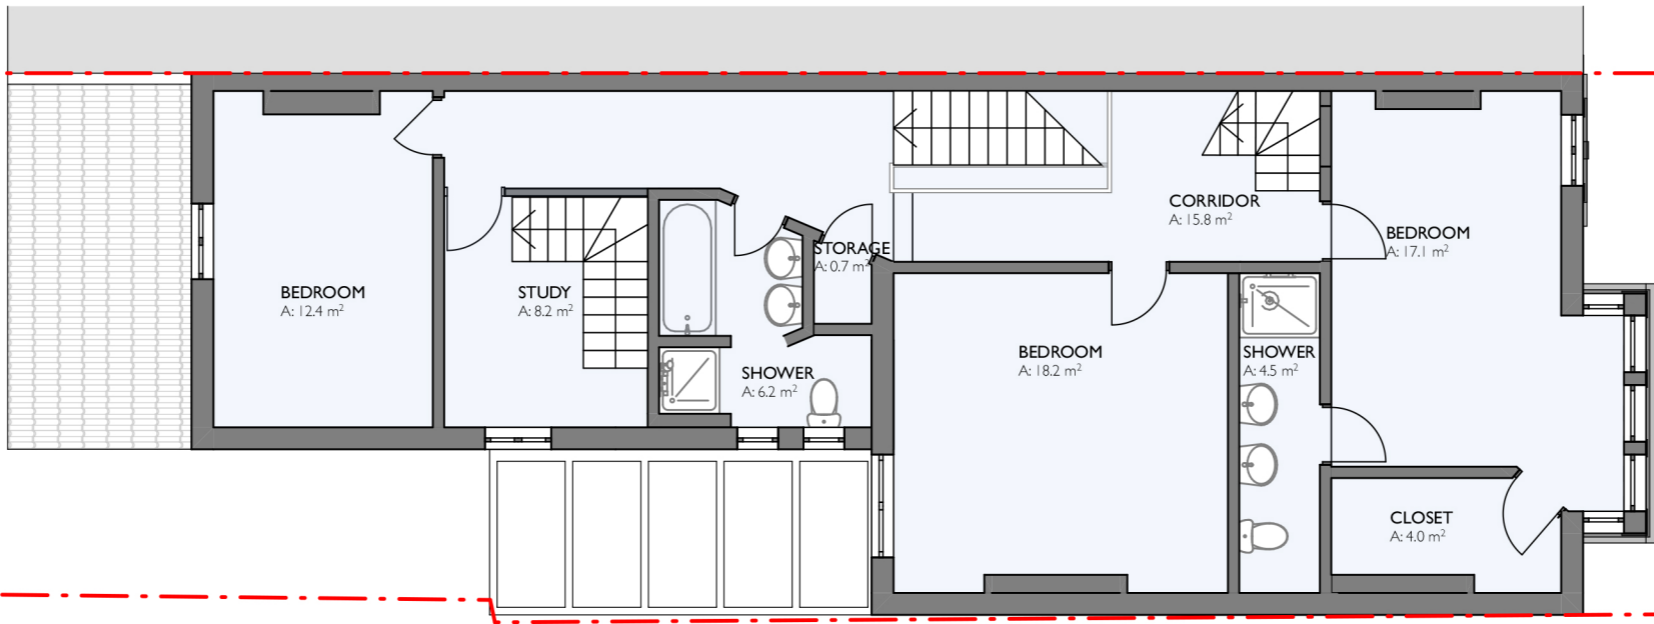 BEDROOM
A: 12.4 m²
STUDY
A: 8.2 m²
SHOWER
A: 6.2 m²
STORAGE
A: 0.7 m²
BEDROOM
A: 18.2 m²
CORRIDOR
A: 15.8 m²
SHOWER
A: 4.5 m²
BEDROOM
A: 17.1 m²
CLOSET
A: 4.0 m²